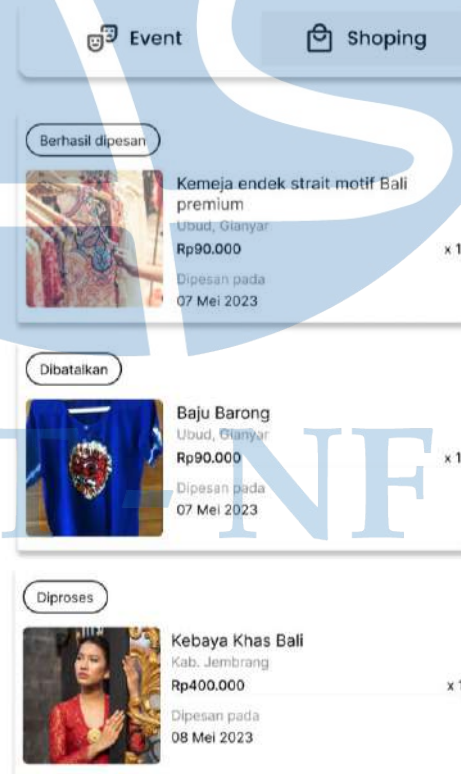 Event
Shoping
Berhasil dipesan
Kemeja endek strait motif Bali
premium
Ubud, Gianyar
Rp90.000
x 1
Dipesan pada
07 Mei 2023
Dibatalkan
Baju Barong
Ubud, Gianyar
Rp90.000
x 1
Dipesan pada
07 Mei 2023
T-NF
Diproses
Kebaya Khas Bali
Kab. Jembrang
Rp400.000
x 1
Dipesan pada
08 Mei 2023